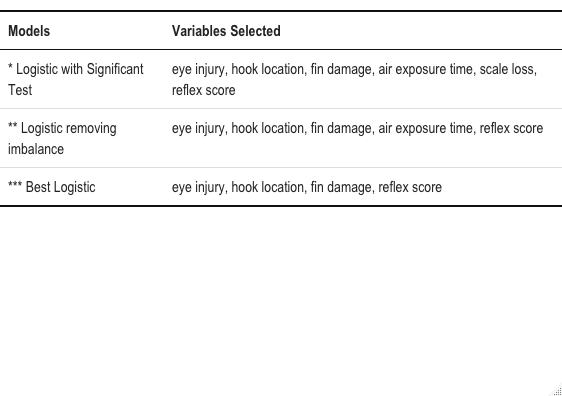 Models Variables Selected
* Logistic with Significant Test eye injury, hook location, fin damage, air exposure time, scale loss, reflex score
** Logistic removing imbalance eye injury, hook location, fin damage, air exposure time, reflex score
*** Best Logistic eye injury, hook location, fin damage, reflex score